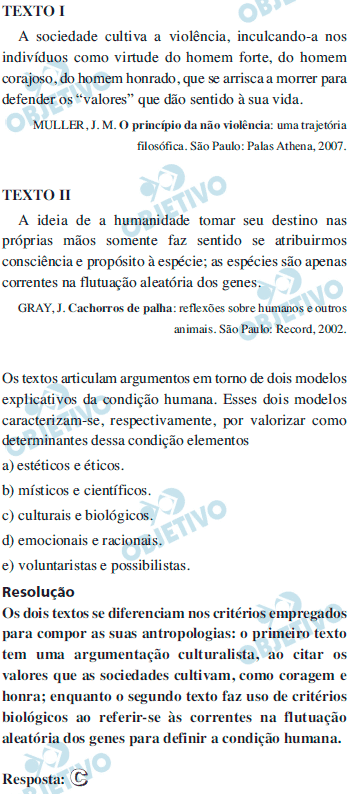 TEXTO I
A sociedade cultiva a violência, inculcando-a nos
indivíduos como virtude do homem forte, do homem
corajoso, do homem honrado, que se arrisca a morrer para
defender os “valores” que dão sentido à sua vida.
MULLER, J. M. O princípio da não violência: uma trajetória
filosófica. São Paulo: Palas Athena, 2007.
TEXTO II
A ideia de a humanidade tomar seu destino nas
próprias mãos somente faz sentido se atribuirmos
consciência e propósito à espécie; as espécies são apenas
correntes na flutuação aleatória dos genes.
GRAY, J. Cachorros de palha: reflexões sobre humanos e outros
animais. São Paulo: Record, 2002.
Os textos articulam argumentos em torno de dois modelos
explicativos da condição humana. Esses dois modelos
caracterizam-se, respectivamente, por valorizar como
determinantes dessa condição elementos
a) estéticos e éticos.
b) místicos e científicos.
c) culturais e biológicos.
d) emocionais e racionais.
e) voluntaristas e possibilistas.
Resolução
Os dois textos se diferenciam nos critérios empregados
para compor as suas antropologias: o primeiro texto
tem uma argumentação culturalista, ao citar os
valores que as sociedades cultivam, como coragem e
honra; enquanto o segundo texto faz uso de critérios
biológicos ao referir-se às correntes na flutuação
aleatória dos genes para definir a condição humana.
Resposta: C
OBJETIVO
OBJETIVO
OBJETIVO
OBJETIVO
OBJETIVO
OBJETIVO
OBJETIVO
OBJETIVO
OBJETIVO
OBJETIVO